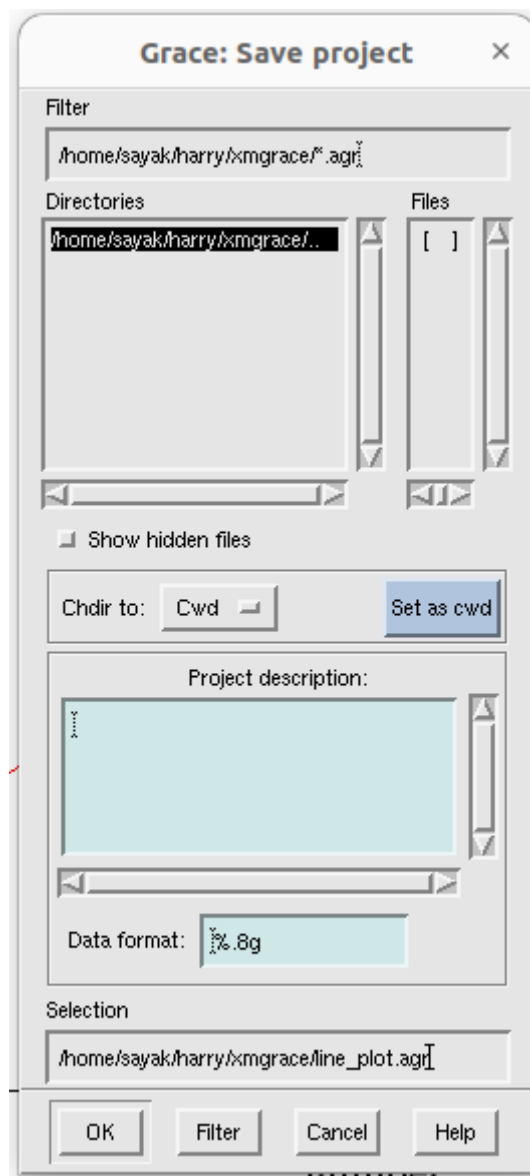 Grace: Save project ×
Filter
/home/sayak/harry/xmgrace/*.agr
Directories Files
/home/sayak/harry/xmgrace/.. [ ]
Show hidden files
Chdir to: Cwd Set as cwd
Project description:
Data format: %.8g
Selection
/home/sayak/harry/xmgrace/line_plot.agr
OK Filter Cancel Help